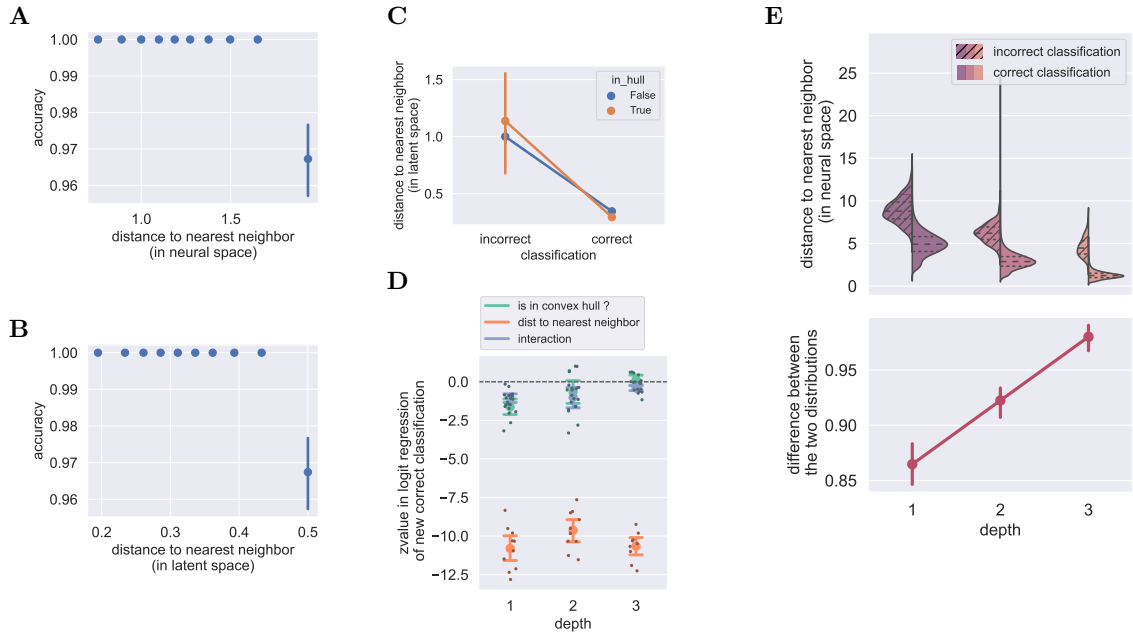 A
1.00
0.99
0.98
0.97
0.96
accuracy
1.0
1.5
distance to nearest neighbor
(in neural space)
B
1.00
0.99
0.98
0.97
0.96
accuracy
0.2
0.3
0.4
0.5
distance to nearest neighbor
(in latent space)
C
1.5
1.0
0.5
distance to nearest neighbor
(in latent space)
in_hull
False
True
incorrect
correct
classification
D
is in convex hull ?
dist to nearest neighbor
interaction
0.0
−2.5
−5.0
−7.5
−10.0
−12.5
zvalue in logit regression
of new correct classification
1
2
3
depth
E
incorrect classification
correct classification
25
20
15
10
5
0
distance to nearest neighbor
(in neural space)
0.95
0.90
0.85
difference between
the two distributions
1
2
3
depth